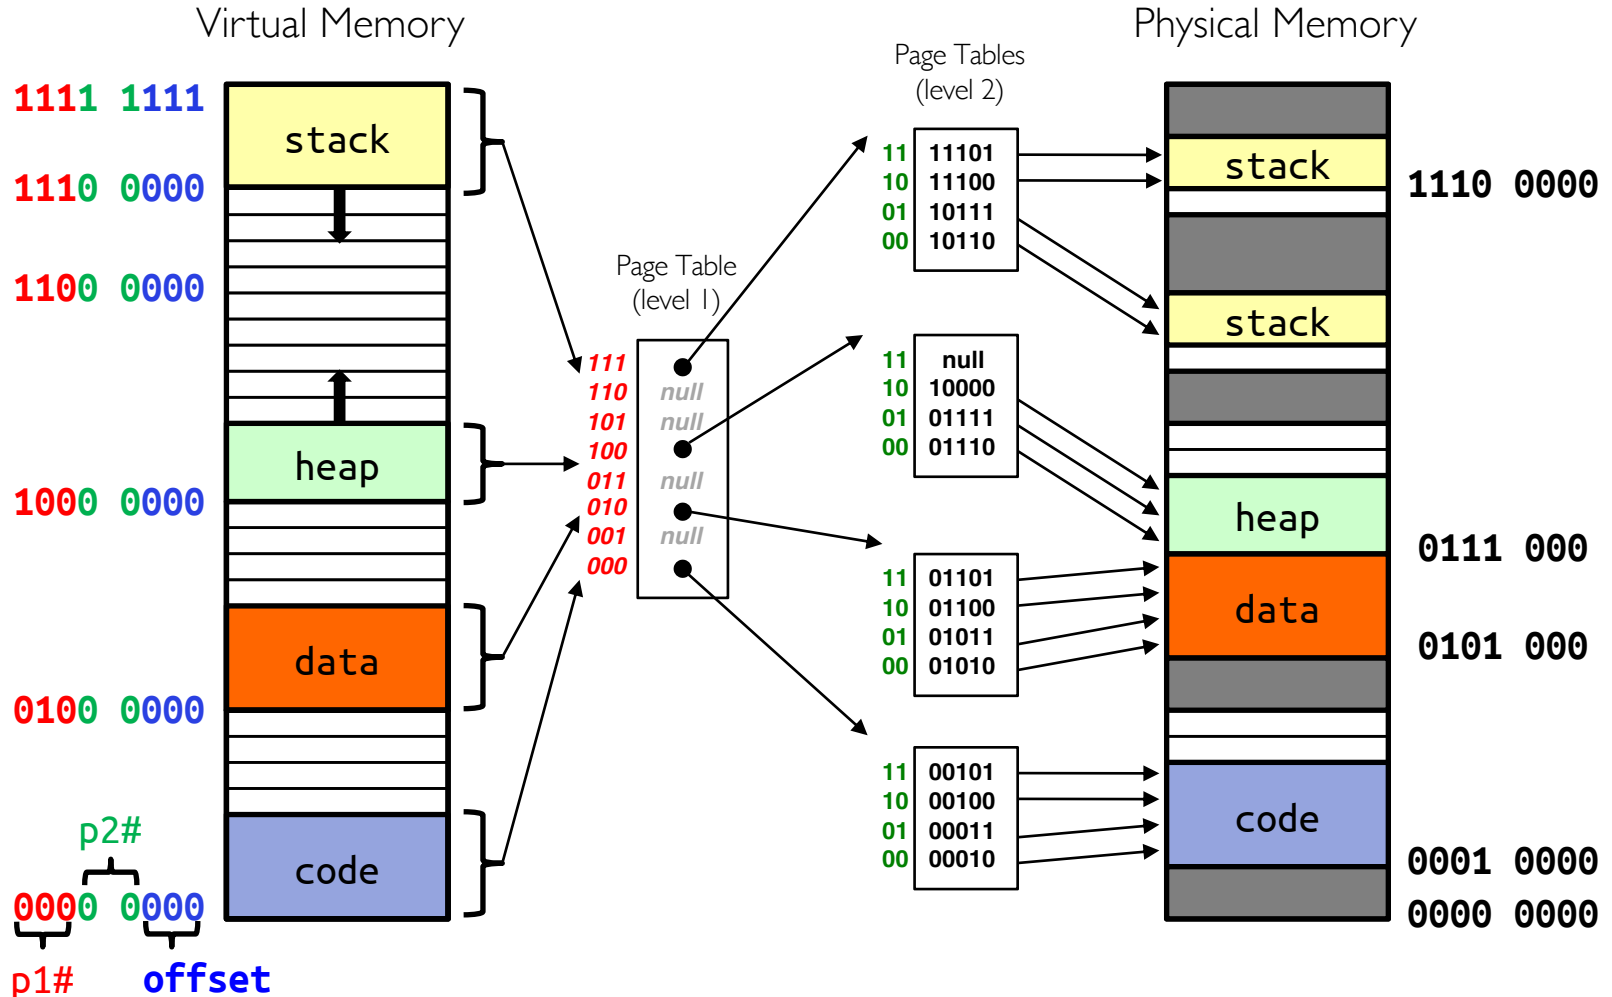 Virtual Memory
1111 1111
1110 0000
1100 0000
1000 0000
0100 0000
p2#
0000 0000
p1#
offset
stack
heap
data
code
Page Table
(level 1)
111
110 null
101 null
100
011 null
010
001 null
000
Page Tables
(level 2)
11 11101
10 11100
01 10111
00 10110
11 null
10 10000
01 01111
00 01110
11 01101
10 01100
01 01011
00 01010
11 00101
10 00100
01 00011
00 00010
Physical Memory
stack
1110 0000
stack
heap
0111 000
data
0101 000
code
0001 0000
0000 0000